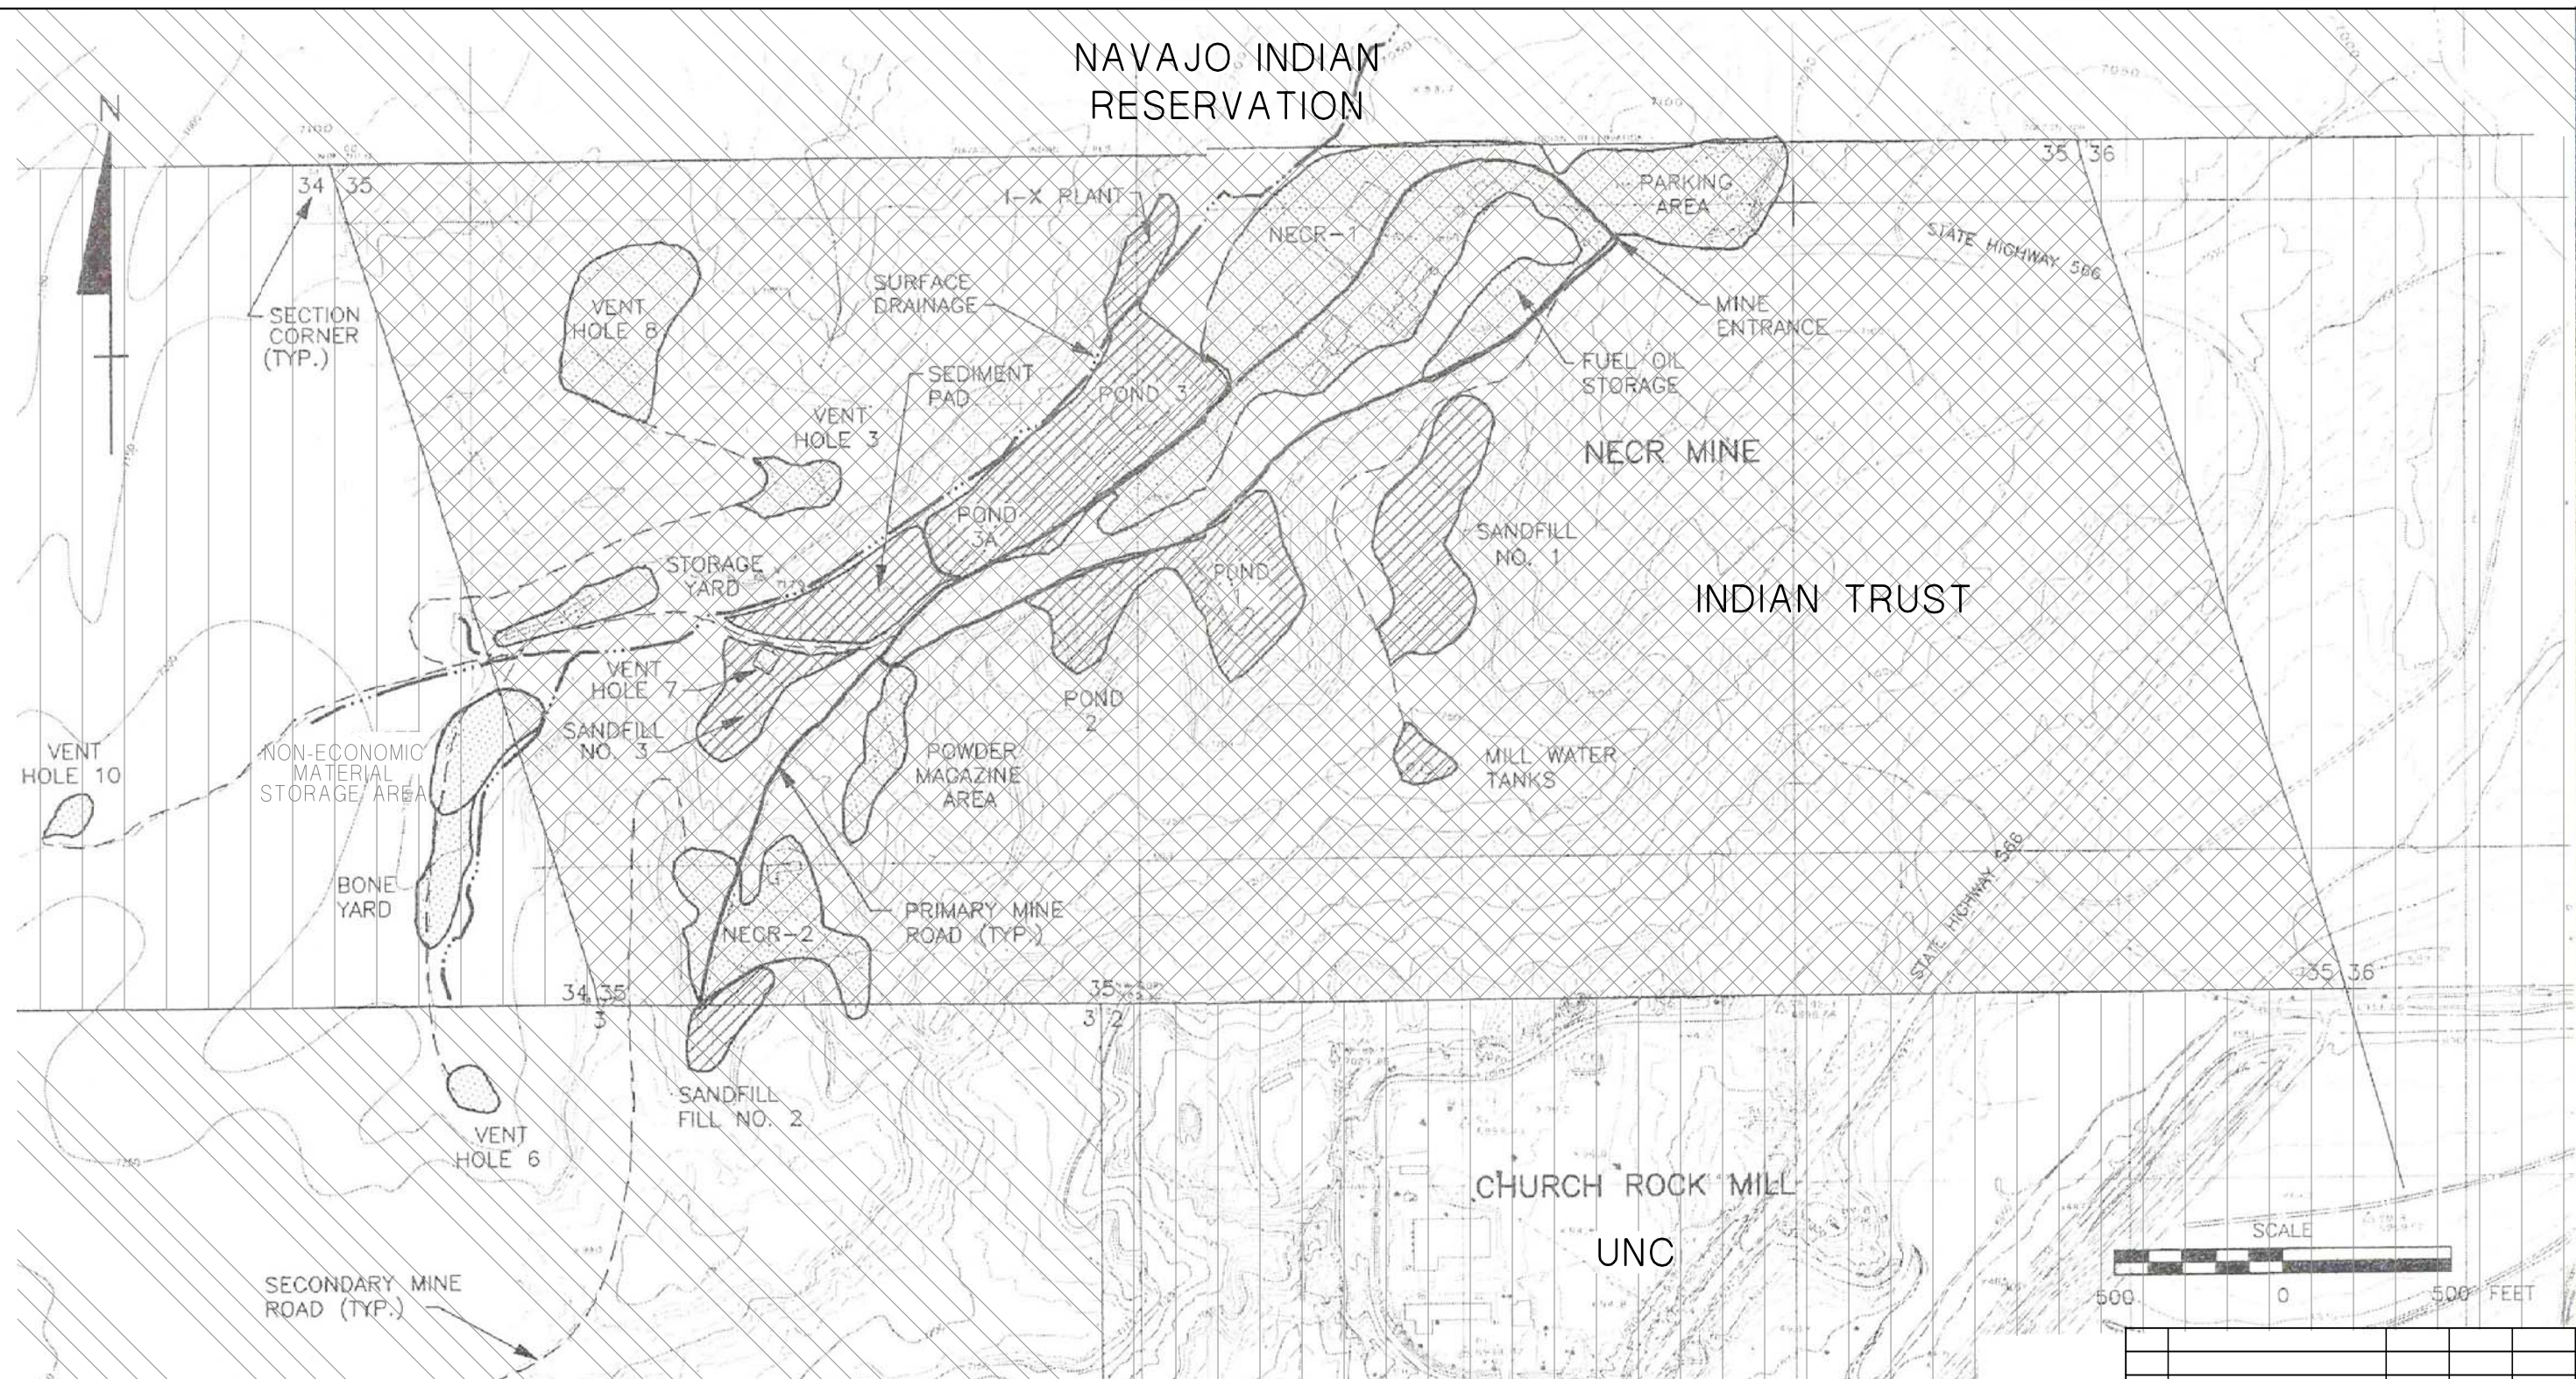 NAVAJO INDIAN
RESERVATION
N
7100
7100
7050
34 35
35 36
SECTION
CORNER
(TYP.)
I-X PLANT
NECR-1
PARKING
AREA
STATE HIGHWAY 566
VENT
HOLE 8
SURFACE
DRAINAGE
MINE
ENTRANCE
SEDIMENT
PAD
POND 3
FUEL OIL
STORAGE
VENT
HOLE 3
NECR MINE
POND
3A
SANDFILL
NO. 1
STORAGE
YARD
POND
1
INDIAN TRUST
VENT
HOLE 7
POND
2
SANDFILL
NO. 3
VENT
HOLE 10
NON-ECONOMIC
MATERIAL
STORAGE AREA
POWDER
MAGAZINE
AREA
MILL WATER
TANKS
BONE
YARD
PRIMARY MINE
ROAD (TYP.)
NECR-2
STATE HIGHWAY 566
34 35
3
35
3 2
35 36
SANDFILL
FILL NO. 2
VENT
HOLE 6
CHURCH ROCK MILL
UNC
SECONDARY MINE
ROAD (TYP.)
SCALE
500 0 500 FEET